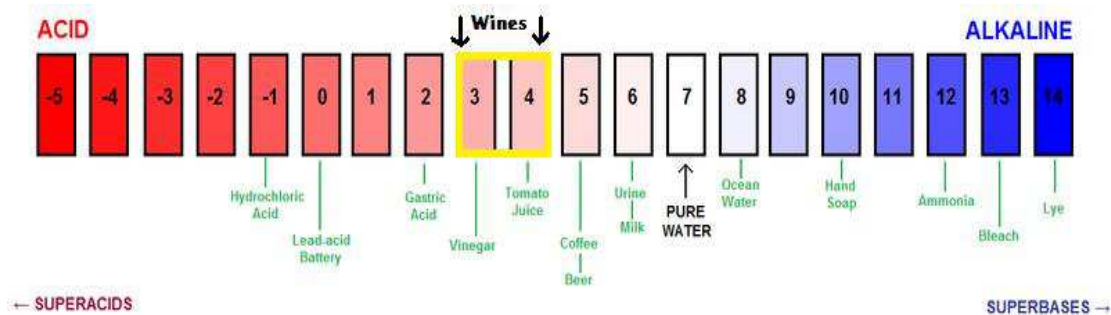 Wines
ACID
ALKALINE
-5 -4 -3 -2 -1 0 1 2 3 4 5 6 7 8 9 10 11 12 13 14
Hydrochloric
Acid
Lead-acid
Battery
Gastric
Acid
Vinegar
Tomato
Juice
Coffee
Beer
Urine
Milk
PURE
WATER
Ocean
Water
Hand
Soap
Ammonia
Bleach
Lye
← SUPERACIDS
SUPERBASES →